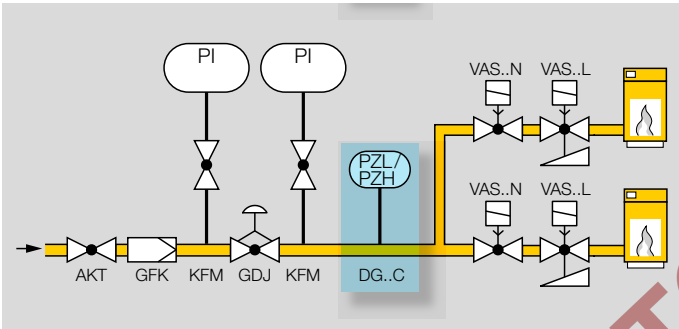 PI PI
VAS..N VAS..L
PZL/
PZH
VAS..N VAS..L
AKT GFK KFM GDJ KFM DG..C